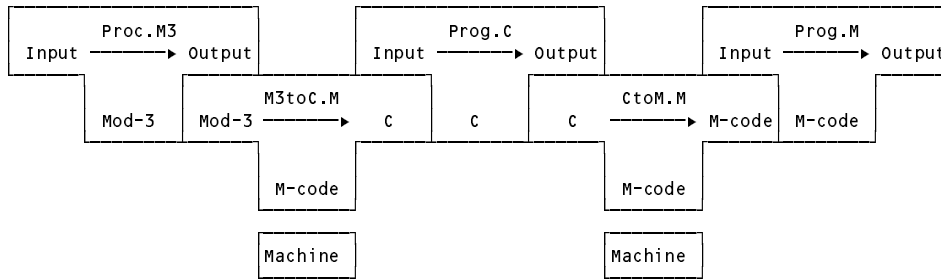 Proc.M3 Prog.C Prog.M
Input Output Input Output Input Output
M3toC.M CtoM.M
Mod-3 Mod-3 C C C M-code M-code
M-code M-code
Machine Machine